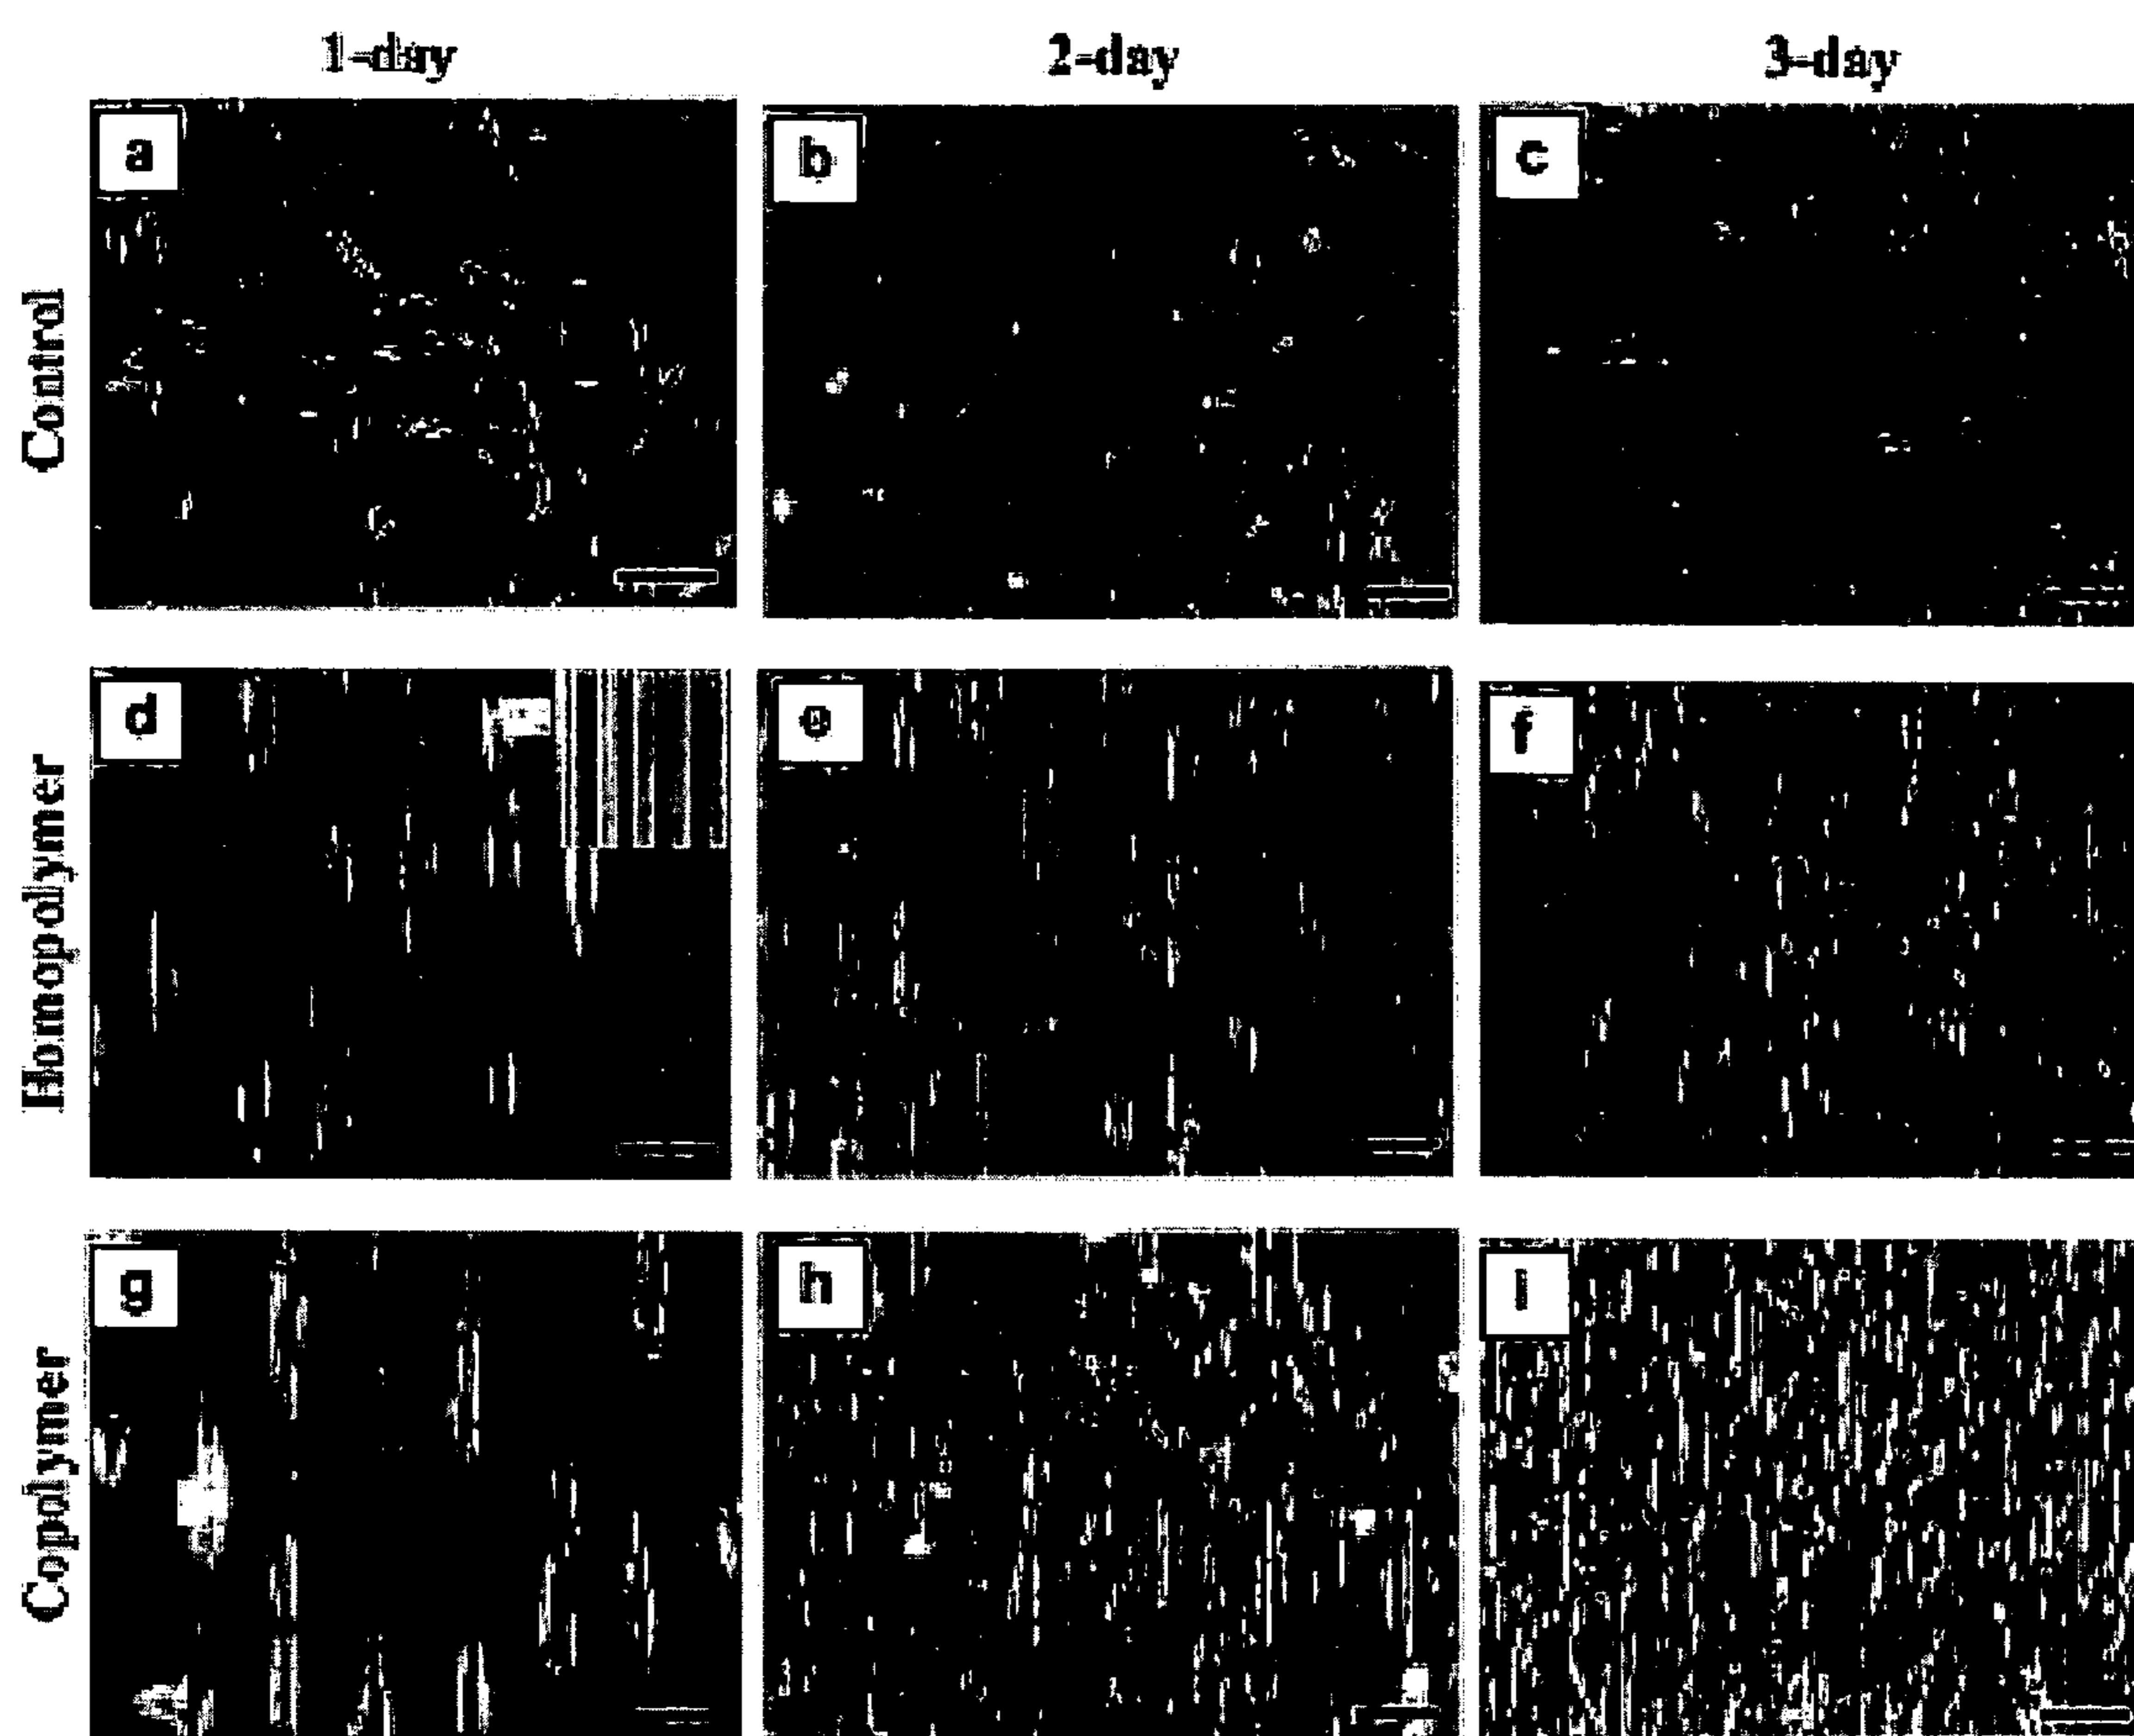 1-day 2-day 3-day
Control
a b c
Homopolymer
d e f
Copolymer
g h i